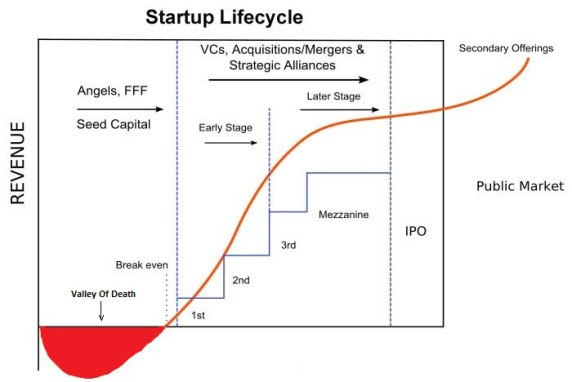 Startup Lifecycle
VCs, Acquisitions/Mergers &
Strategic Alliances
Secondary Offerings
Angels, FFF
Seed Capital
Later Stage
Early Stage
REVENUE
Public Market
Mezzanine
IPO
3rd
Break even
2nd
Valley Of Death
1st